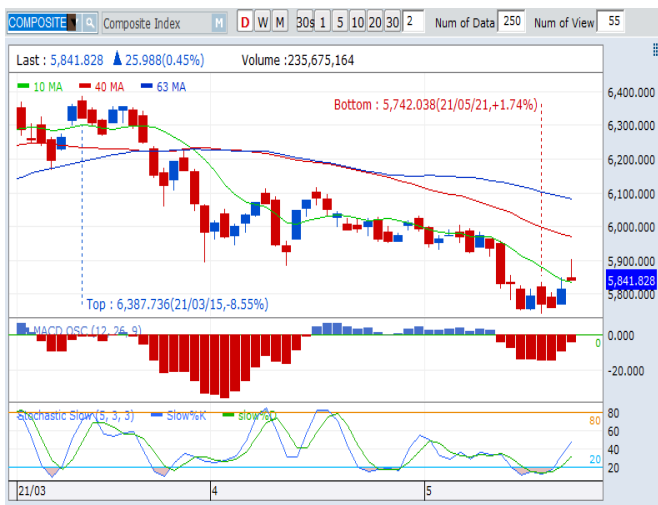 COMPOSITE Composite Index M D W M 30s 1 5 10 20 30 2 Num of Data 250 Num of View 55
Last : 5,841.828 ▲ 25.988(0.45%) Volume :235,675,164
10 MA 40 MA 63 MA
Bottom : 5,742.038(21/05/21,+1.74%)
6,400.000
6,300.000
6,200.000
6,100.000
6,000.000
5,900.000
5,841.828
5,800.000
Top : 6,387.736(21/03/15,-8.55%)
MACD OSC (12, 26, 9)
0.000
0
-20.000
Stochastic Slow (5, 3, 3) Slow%K slow%D
80
80
60
40
20
20
21/03 4 5